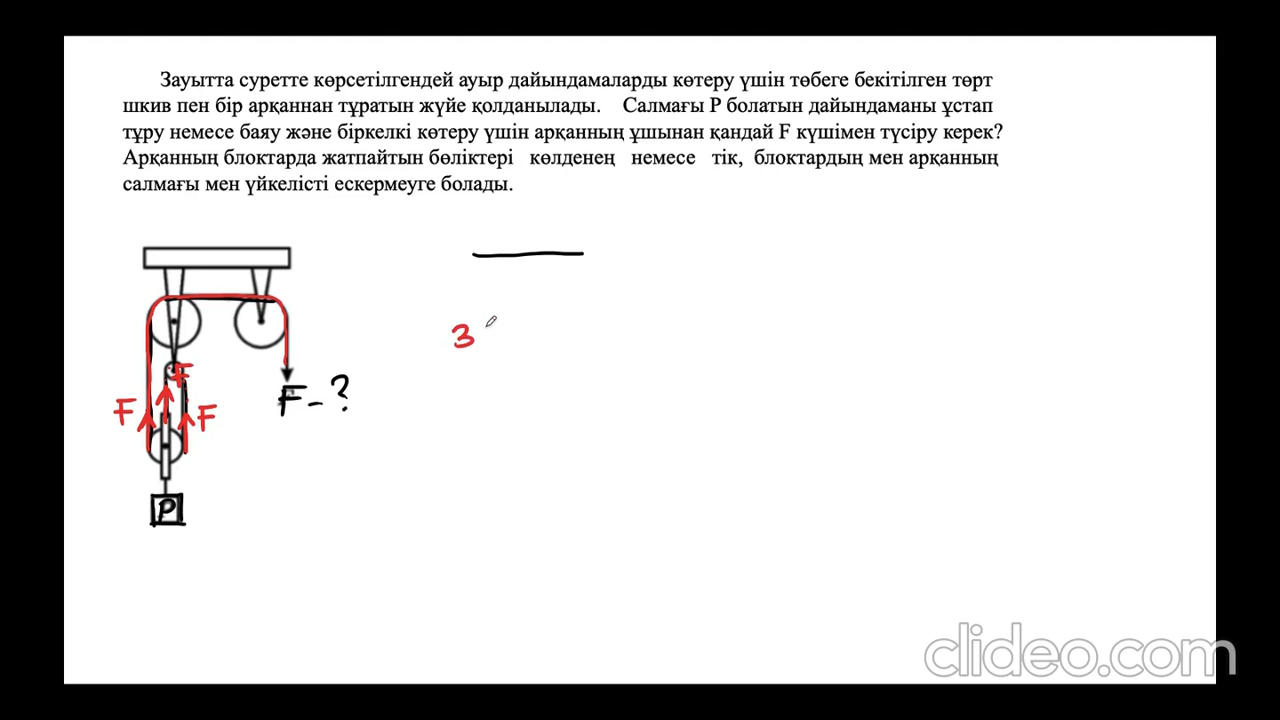 Зауытта суретте көрсетілгендей ауыр дайындамаларды көтеру үшін төбеге бекітілген төрт
шкив пен бір арқаннан тұратын жүйе қолданылады. Салмағы P болатын дайындаманы ұстап
тұру немесе баяу және біркелкі көтеру үшін арқанның ұшынан қандай F күшімен түсіру керек?
Арқанның блоктарда жатпайтын бөліктері көлденең немесе тік, блоктардың мен арқанның
салмағы мен үйкелісті ескермеуге болады.
3
F
F - ?
F F
P
clideo.com